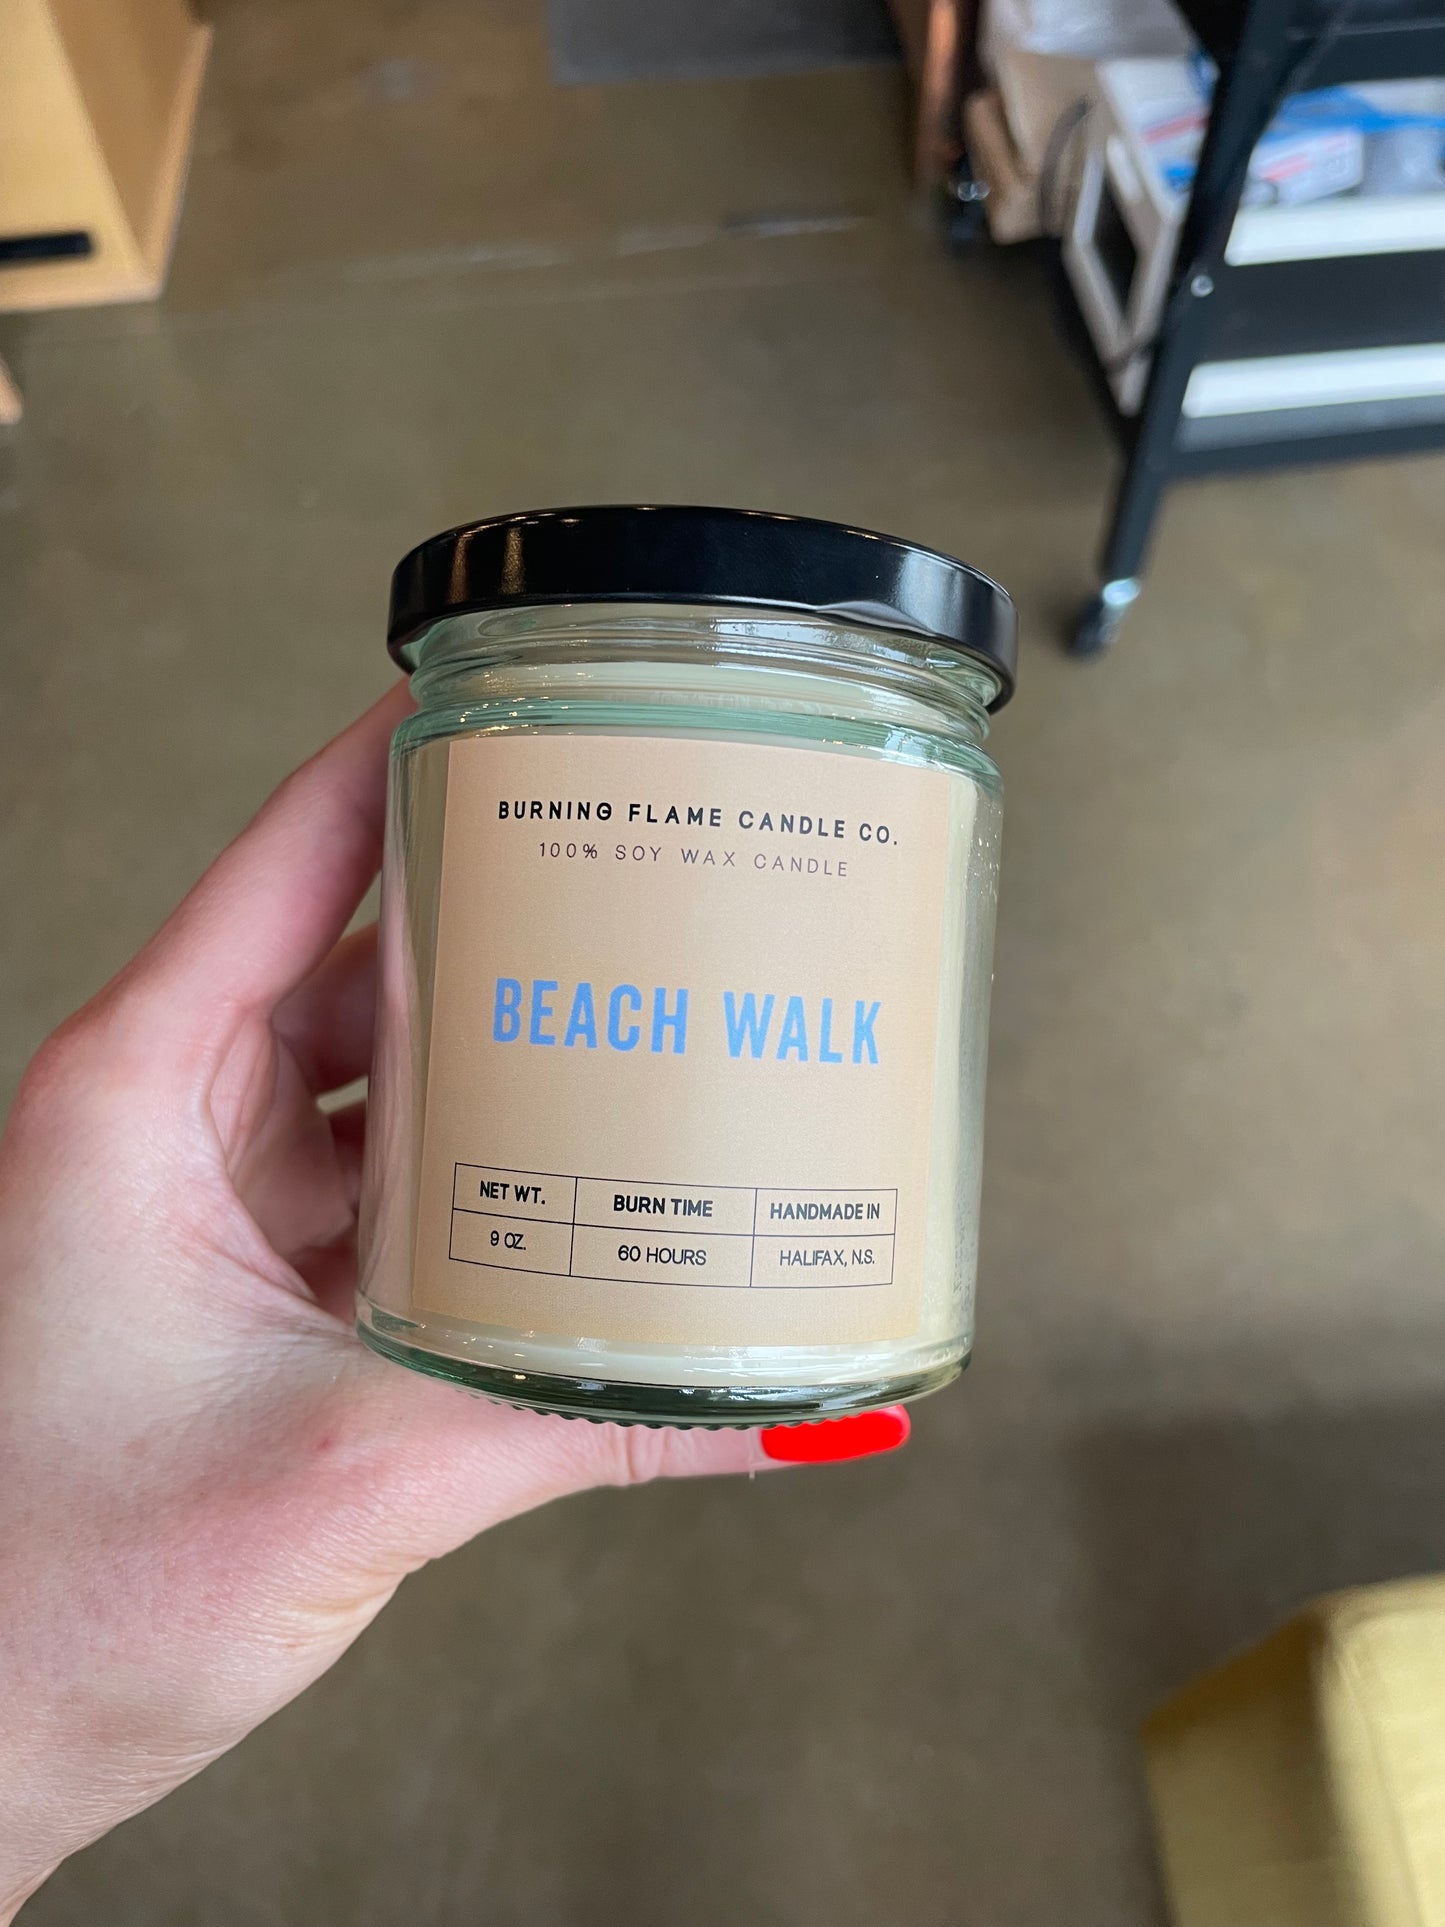 BURNING FLAME CANDLE CO.
100% SOY WAX CANDLE
BEACH WALK
NET WT. BURN TIME HANDMADE IN
9 OZ. 60 HOURS HALIFAX, N.S.